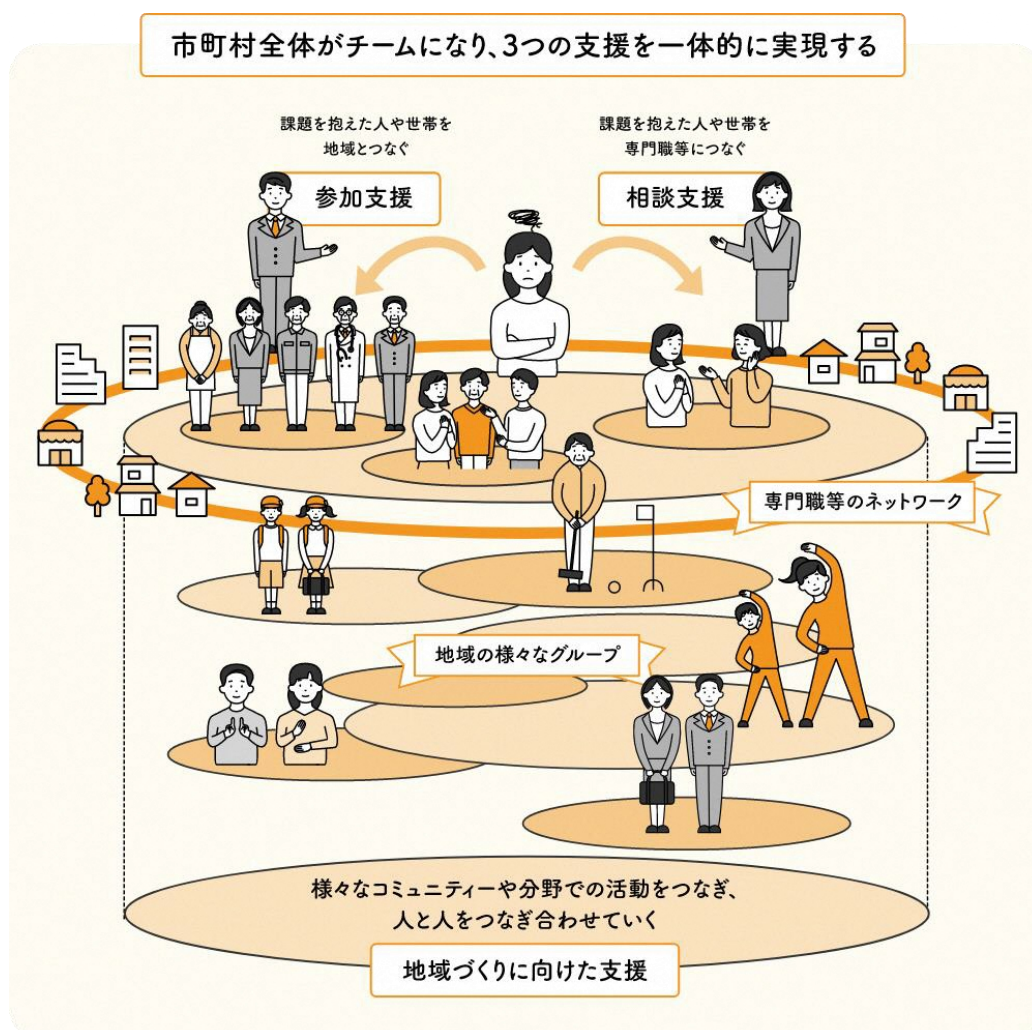 市町村全体がチームになり、3つの支援を一体的に実現する
課題を抱えた人や世帯を
地域とつなぐ
参加支援
課題を抱えた人や世帯を
専門職等につなぐ
相談支援
専門職等のネットワーク
地域の様々なグループ
様々なコミュニティーや分野での活動をつなぎ、
人と人をつなぎ合わせていく
地域づくりに向けた支援